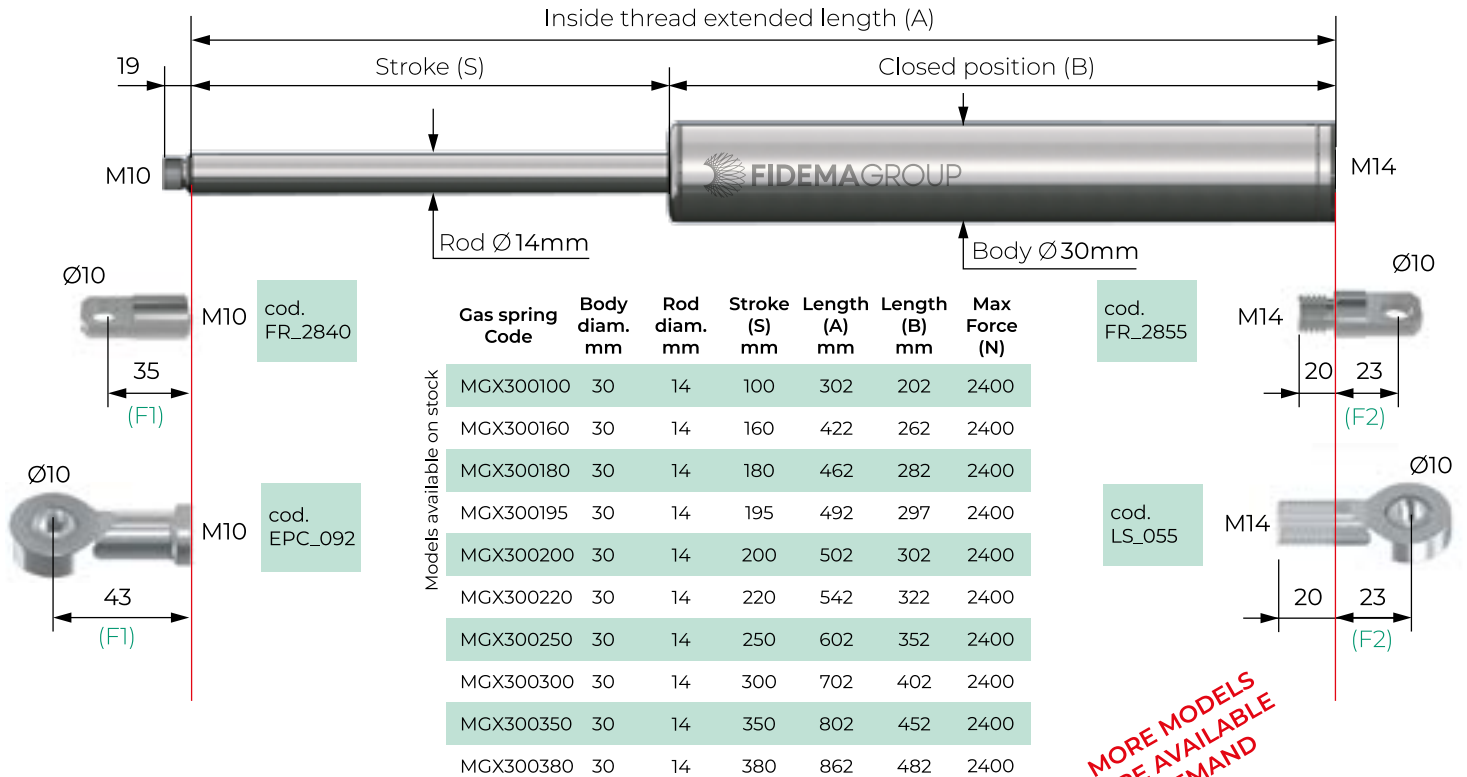 Inside thread extended length (A)
19
Stroke (S)
Closed position (B)
M10
FIDEMAGROUP
M14
Rod Ø 14mm
Body Ø 30mm
Ø10
M10
cod.
FR_2840
35
(F1)
Ø10
M10
cod.
EPC_092
43
(F1)
Models available on stock
Gas spring Code Body diam. mm Rod diam. mm Stroke (S) mm Length (A) mm Length (B) mm Max Force (N)
MGX300100 30 14 100 302 202 2400
MGX300160 30 14 160 422 262 2400
MGX300180 30 14 180 462 282 2400
MGX300195 30 14 195 492 297 2400
MGX300200 30 14 200 502 302 2400
MGX300220 30 14 220 542 322 2400
MGX300250 30 14 250 602 352 2400
MGX300300 30 14 300 702 402 2400
MGX300350 30 14 350 802 452 2400
MGX300380 30 14 380 862 482 2400
cod.
FR_2855
M14
Ø10
20
23
(F2)
cod.
LS_055
M14
Ø10
20
23
(F2)
MORE MODELS
AVAILABLE